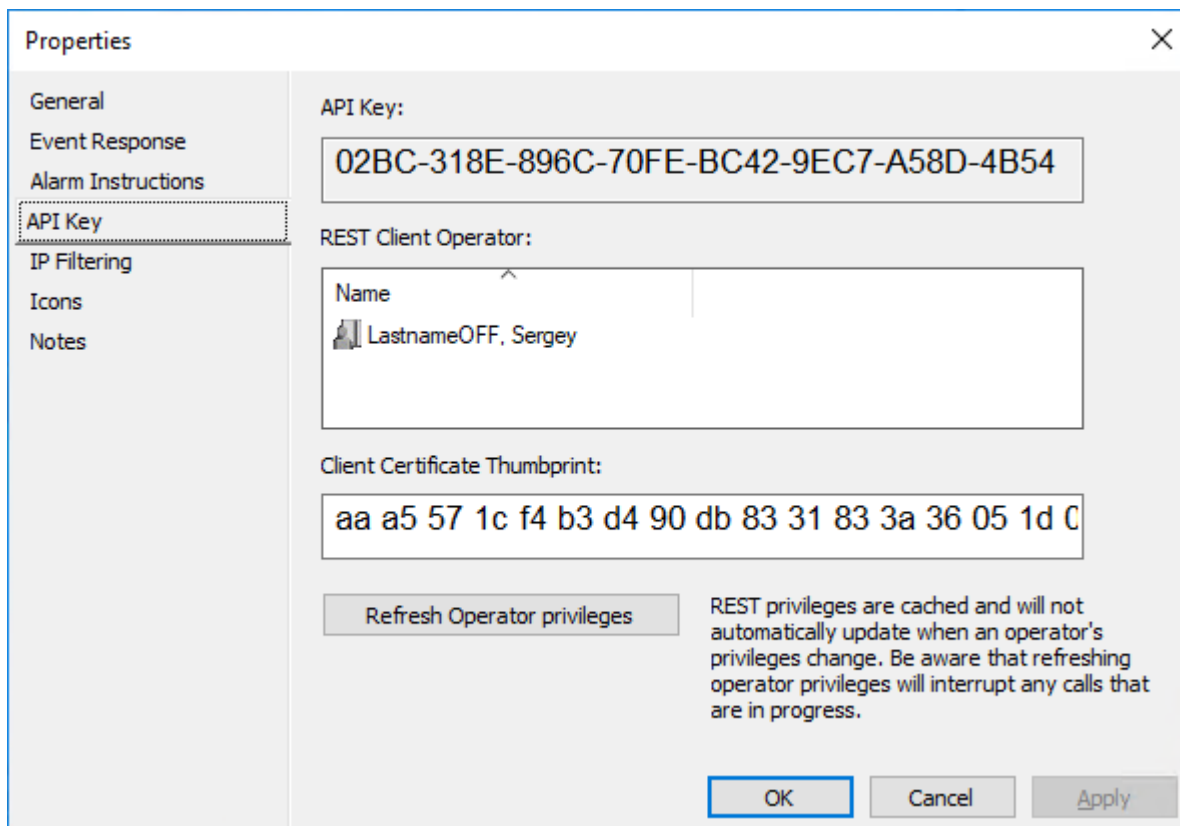 Properties
General
Event Response
Alarm Instructions
API Key
IP Filtering
Icons
Notes
API Key:
02BC-318E-896C-70FE-BC42-9EC7-A58D-4B54
REST Client Operator:
Name
LastnameOFF, Sergey
Client Certificate Thumbprint:
aa a5 57 1c f4 b3 d4 90 db 83 31 83 3a 36 05 1d
Refresh Operator privileges
REST privileges are cached and will not
automatically update when an operator's
privileges change. Be aware that refreshing
operator privileges will interrupt any calls that
are in progress.
OK
Cancel
Apply